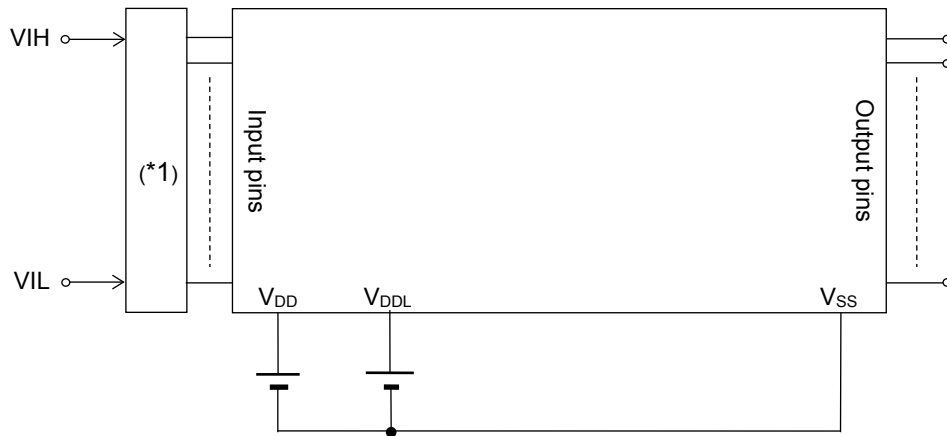 VIH
(*1)
Input pins
Output pins
VIL
VDD
VDDL
VSS